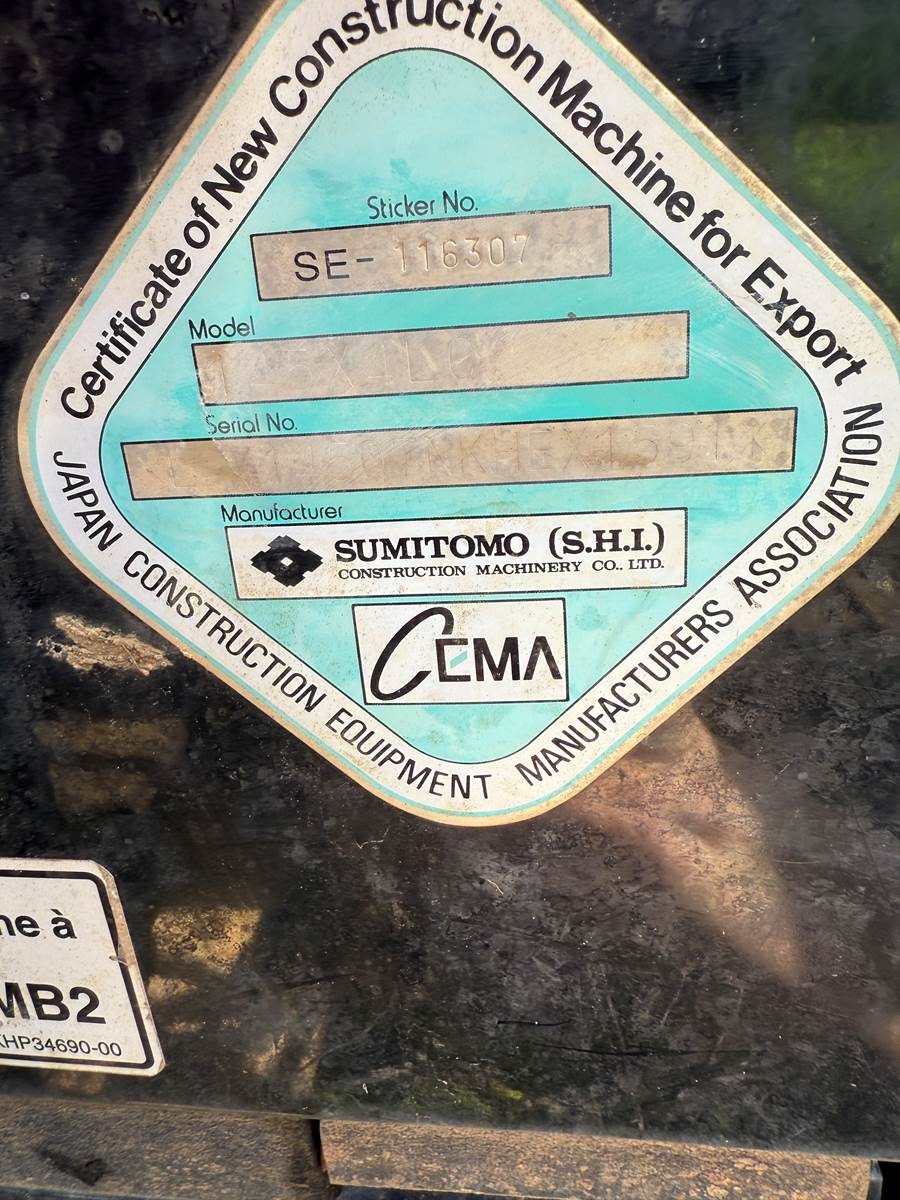 Certificate of New Construction Machine for Export
Sticker No.
SE-116307
Model
Serial No.
Manufacturer
SUMITOMO (S.H.I.)
CONSTRUCTION MACHINERY CO., LTD.
CEMA
JAPAN CONSTRUCTION EQUIPMENT MANUFACTURERS ASSOCIATION
ne à
MB2
KHP34690-00